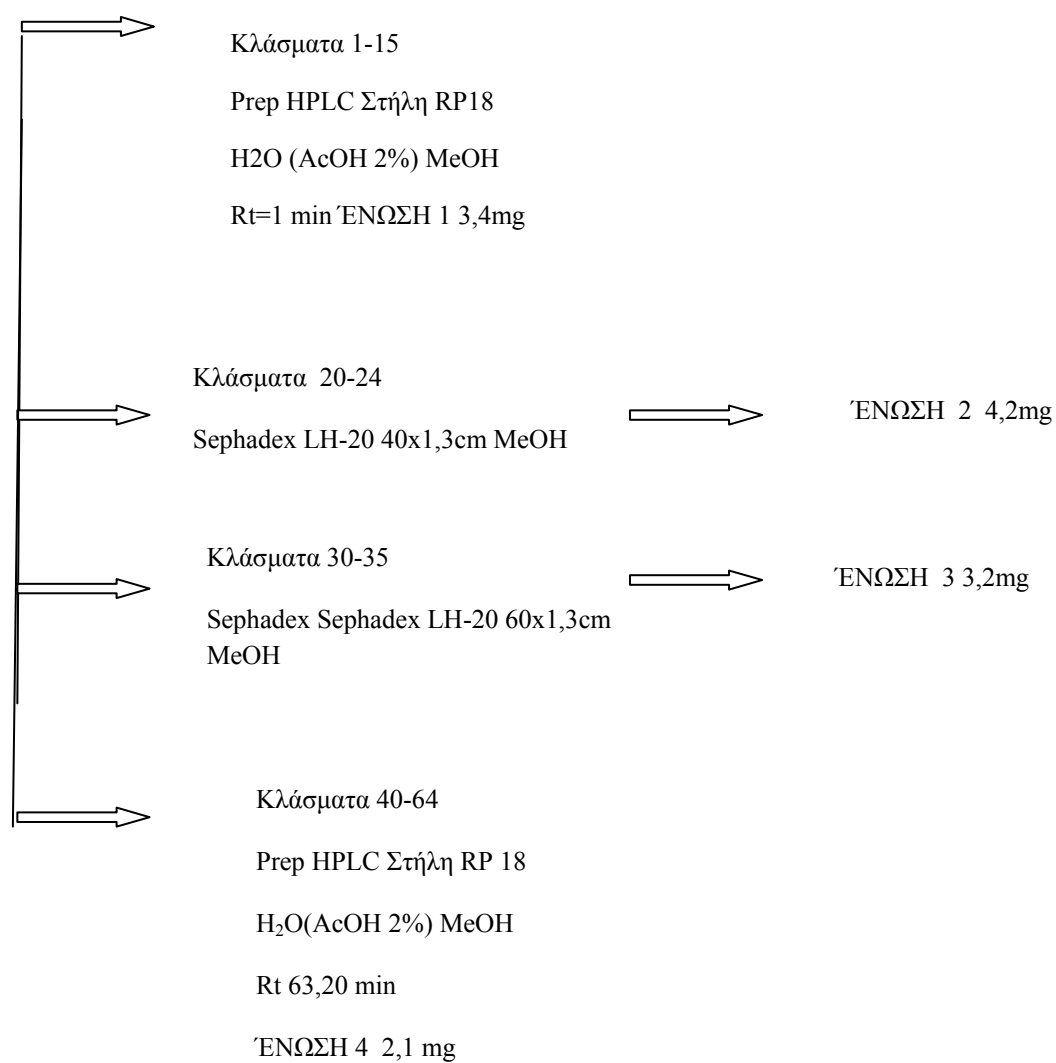 Κλάσματα 1-15
Prep HPLC Στήλη RP18
H2O (AcOH 2%) MeOH
Rt=1 min ΈΝΩΣΗ 1 3,4mg
Κλάσματα 20-24
Sephadex LH-20 40x1,3cm MeOH
ΈΝΩΣΗ 2 4,2mg
Κλάσματα 30-35
Sephadex Sephadex LH-20 60x1,3cm
MeOH
ΈΝΩΣΗ 3 3,2mg
Κλάσματα 40-64
Prep HPLC Στήλη RP 18
H₂O(AcOH 2%) MeOH
Rt 63,20 min
ΈΝΩΣΗ 4 2,1 mg